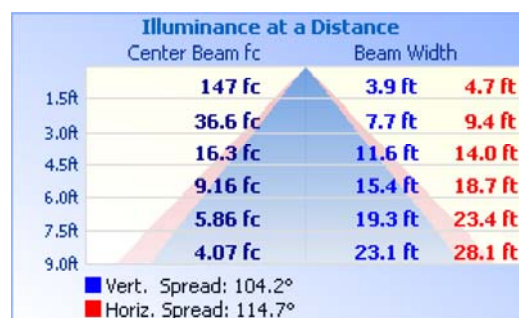 Illuminance at a Distance
Center Beam fc Beam Width
1.5ft 147 fc 3.9 ft 4.7 ft
3.0ft 36.6 fc 7.7 ft 9.4 ft
4.5ft 16.3 fc 11.6 ft 14.0 ft
6.0ft 9.16 fc 15.4 ft 18.7 ft
7.5ft 5.86 fc 19.3 ft 23.4 ft
9.0ft 4.07 fc 23.1 ft 28.1 ft
Vert. Spread: 104.2°
Horiz. Spread: 114.7°